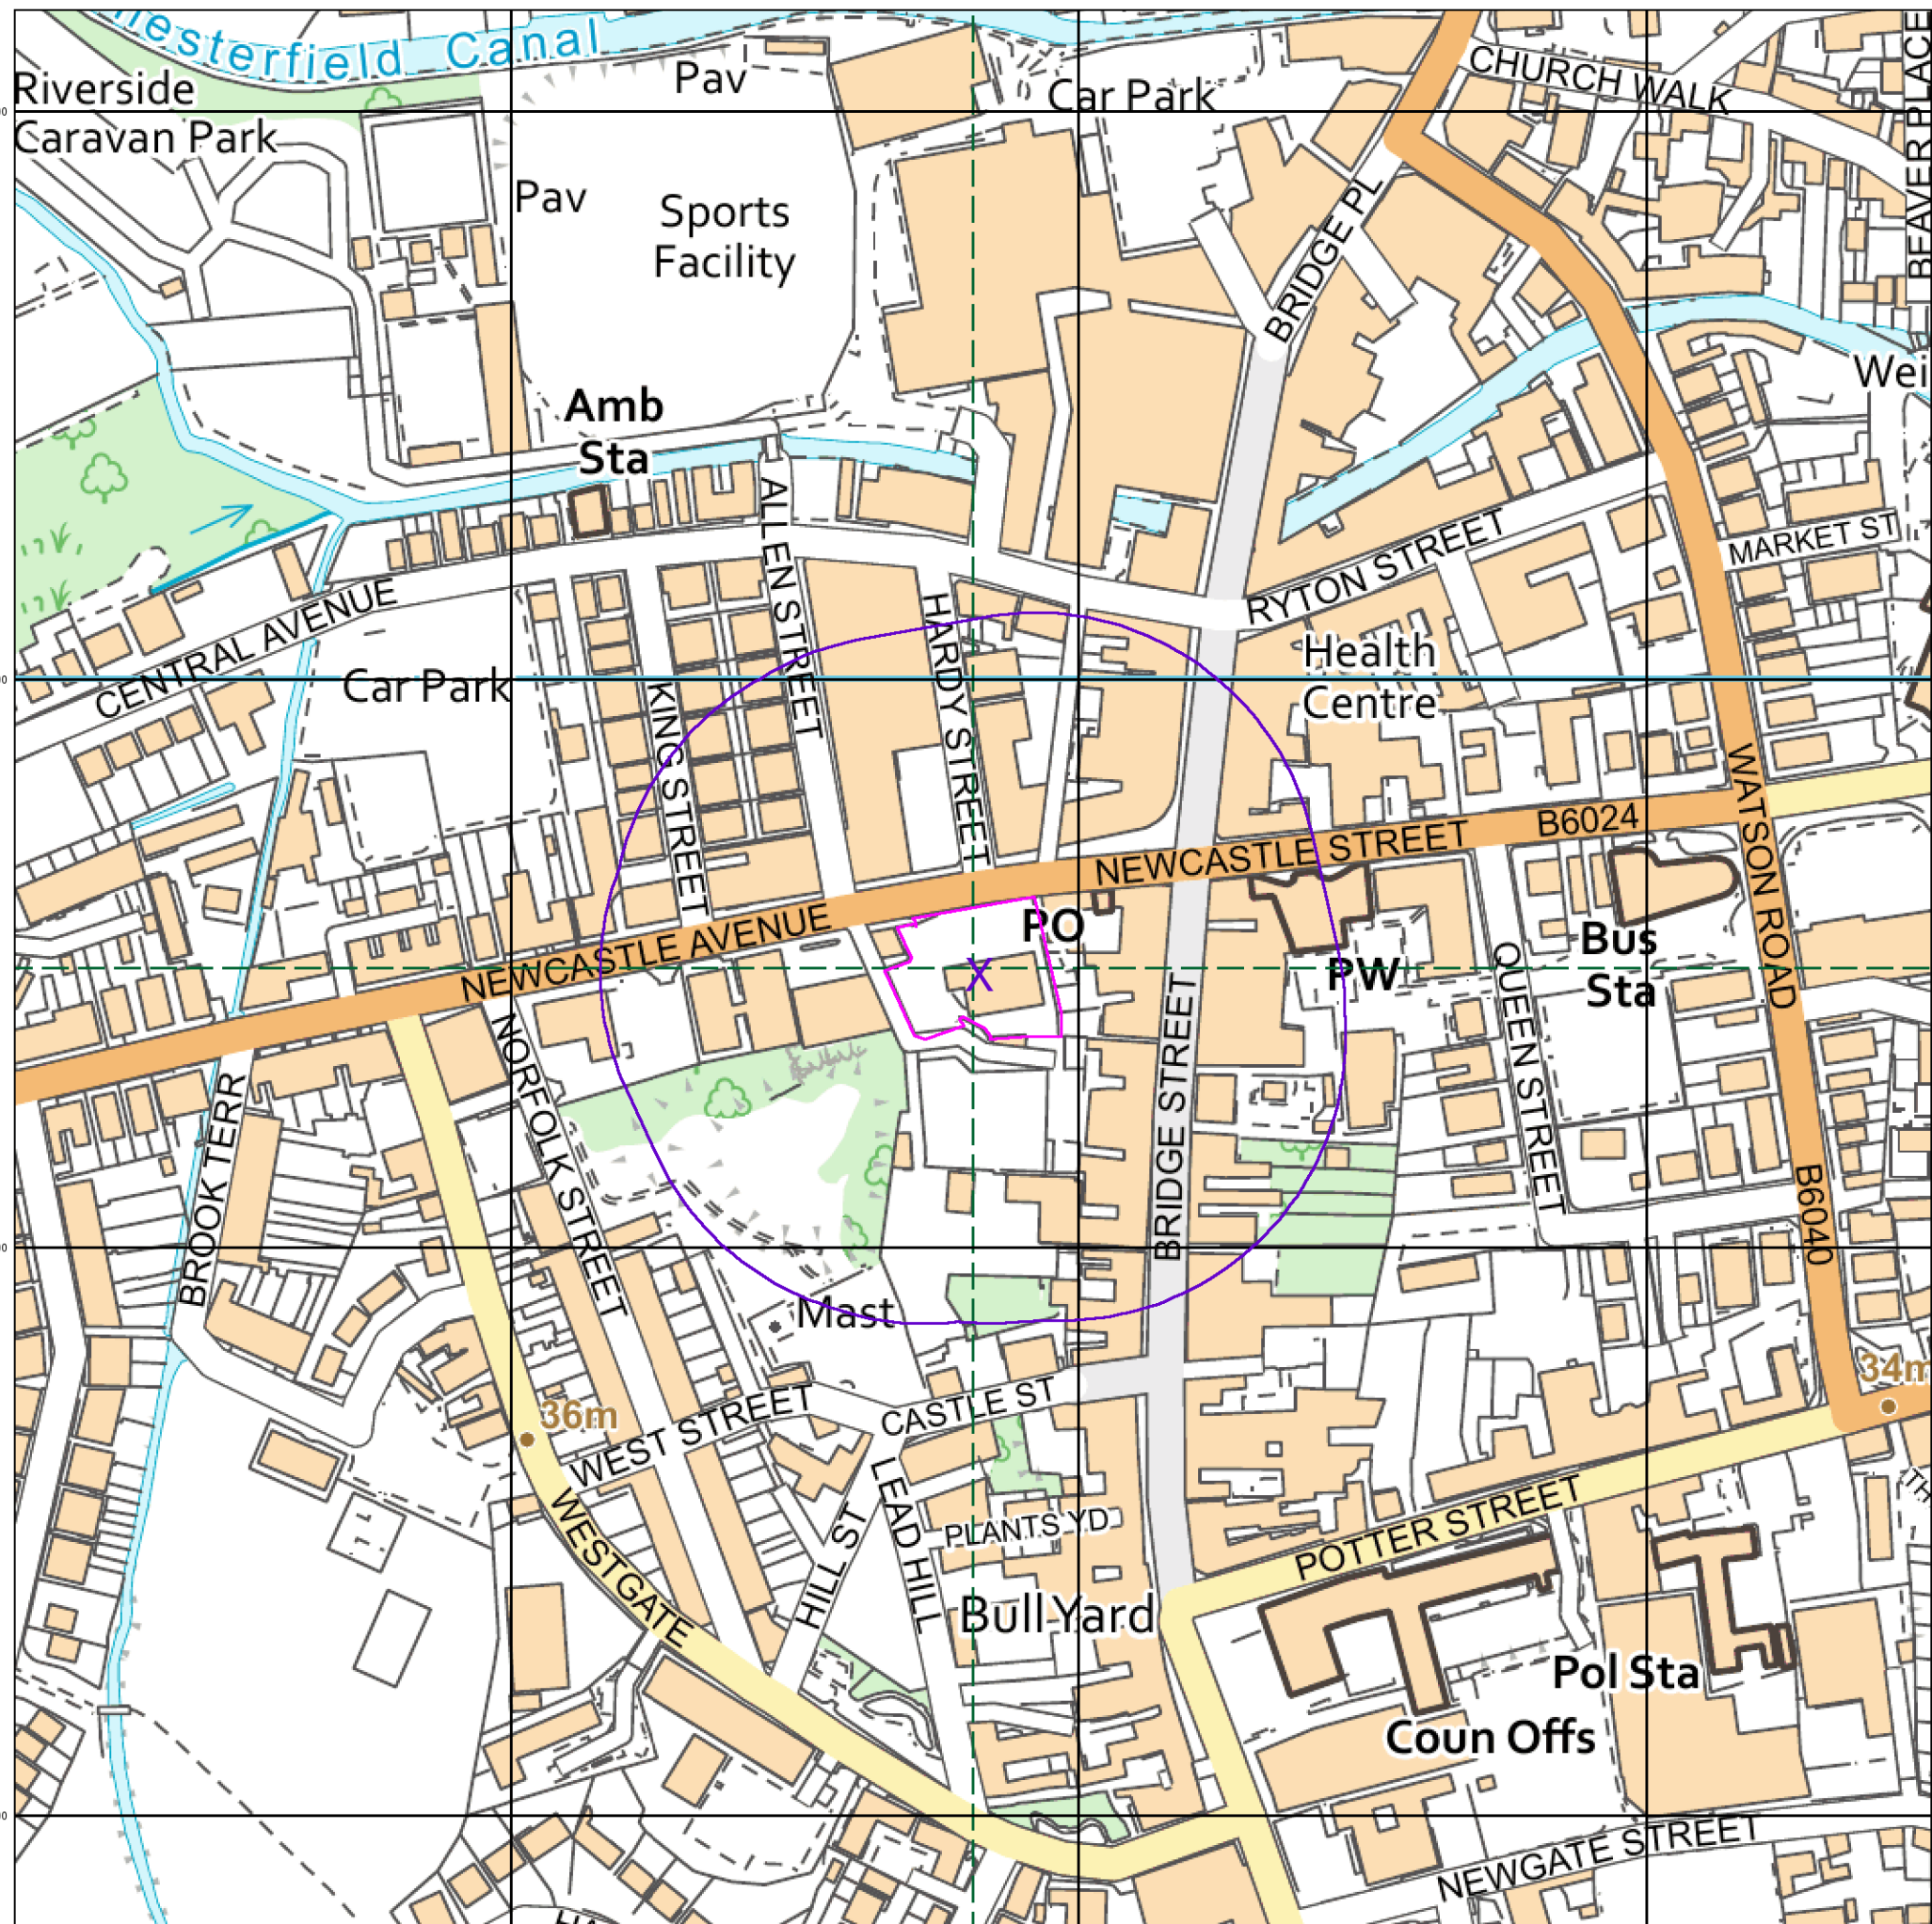 hesterfield Canal
Riverside
Caravan Park
Pav
Car Park
CHURCH WALK
BEAVER PLACE
Pav
Sports
Facility
BRIDGE PL
Wei
Amb
Sta
ALLEN STREET
MARKET ST
RYTON STREET
CENTRAL AVENUE
HARDY STREET
Health
Centre
Car Park
KING STREET
WATSON ROAD
B6024
NEWCASTLE STREET
NEWCASTLE AVENUE
PO
X
PW
Bus
Sta
QUEEN STREET
NORFOLK STREET
BROOK TERR
BRIDGE STREET
B6040
Mast
34m
36m
WEST STREET
CASTLE ST
LEAD HILL
HILL ST
PLANTS YD
WESTGATE
POTTER STREET
TH
Bull Yard
Pol Sta
Coun Offs
NEWGATE STREET